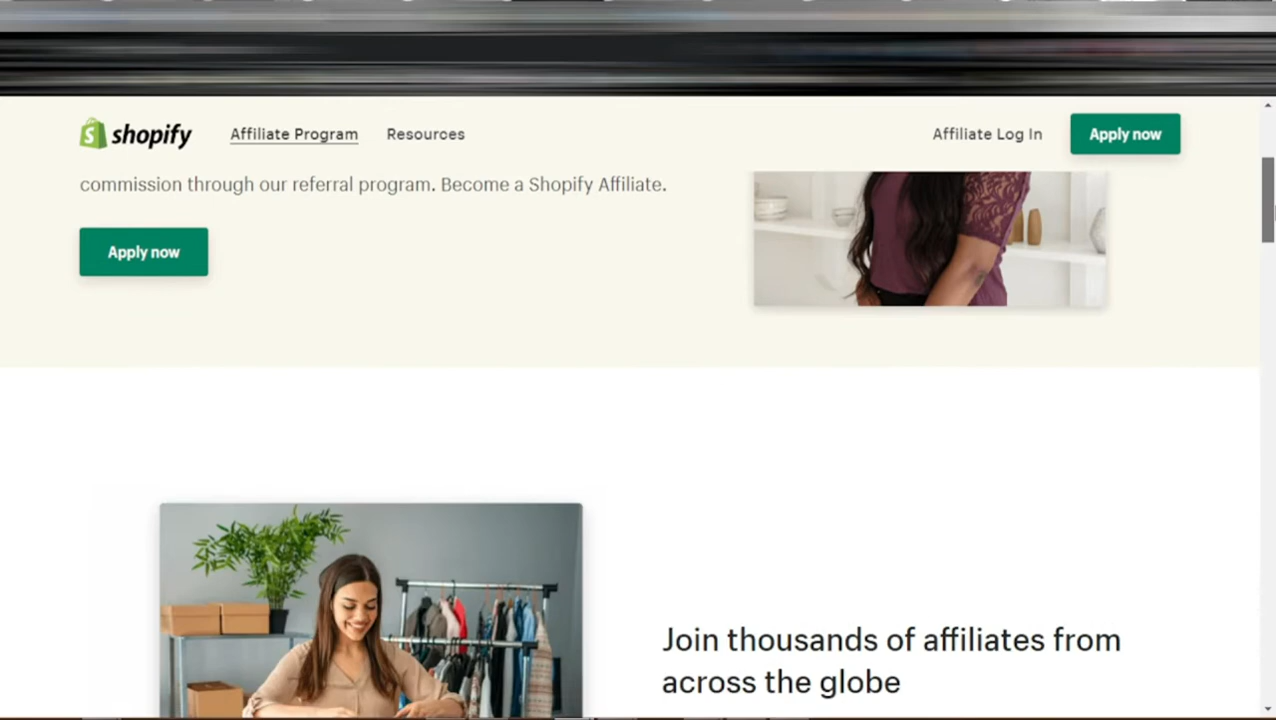 shopify
Affiliate Program
Resources
Affiliate Log In
Apply now
commission through our referral program. Become a Shopify Affiliate.
Apply now
Join thousands of affiliates from
across the globe